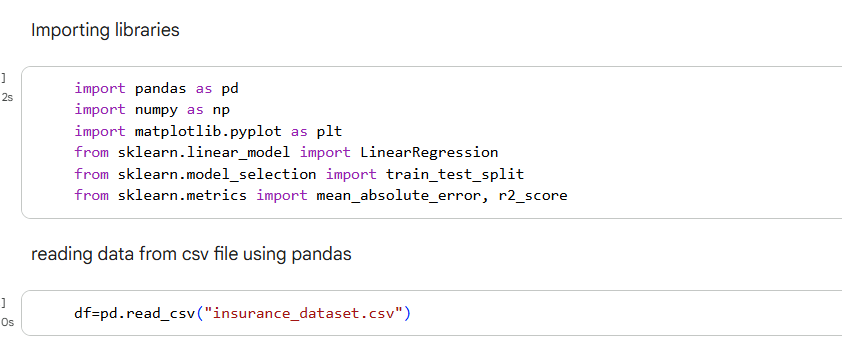 Importing libraries
]
import pandas as pd
2s
import numpy as np
import matplotlib.pyplot as plt
from sklearn.linear_model import LinearRegression
from sklearn.model_selection import train_test_split
from sklearn.metrics import mean_absolute_error, r2_score
reading data from csv file using pandas
]
df=pd.read_csv("insurance_dataset.csv")
0s